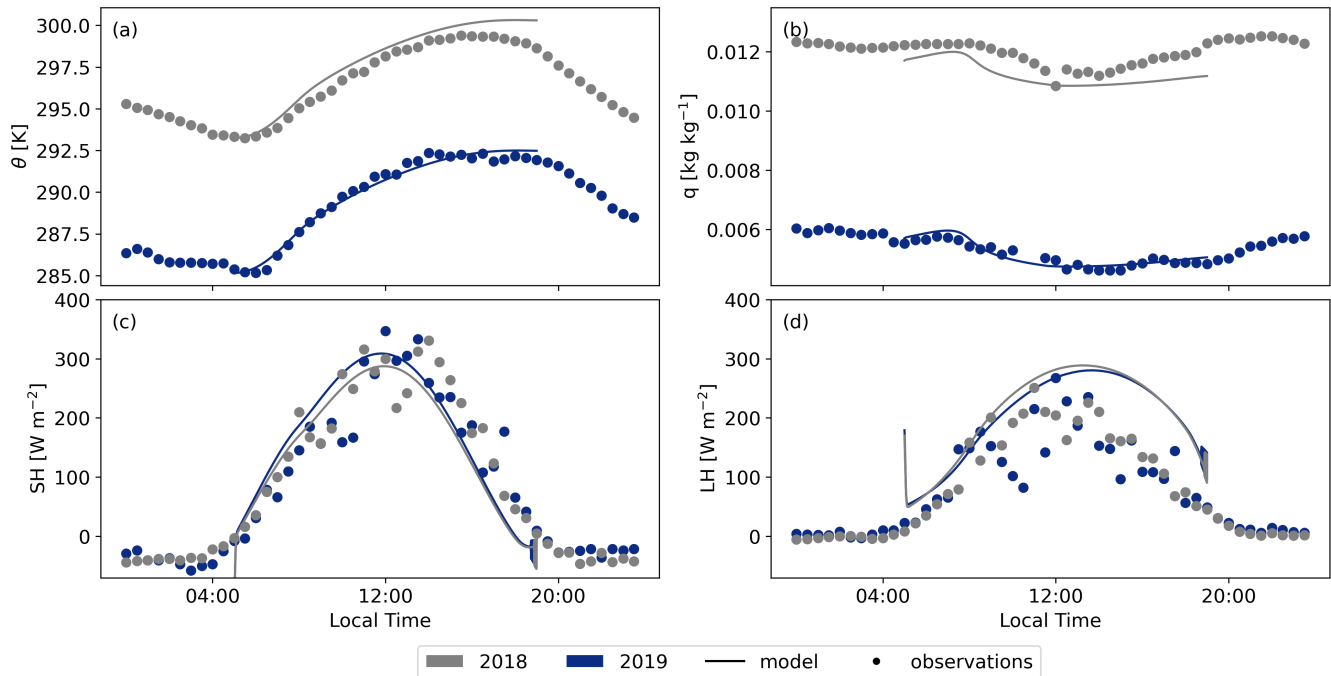 (a)
300.0
297.5
295.0
292.5
290.0
287.5
285.0
θ [K]
(b)
0.012
0.010
0.008
0.006
q [kg kg⁻¹]
(c)
400
300
200
100
0
SH [W m⁻²]
04:00 12:00 20:00
Local Time
(d)
400
300
200
100
0
LH [W m⁻²]
04:00 12:00 20:00
Local Time
2018 2019 model observations